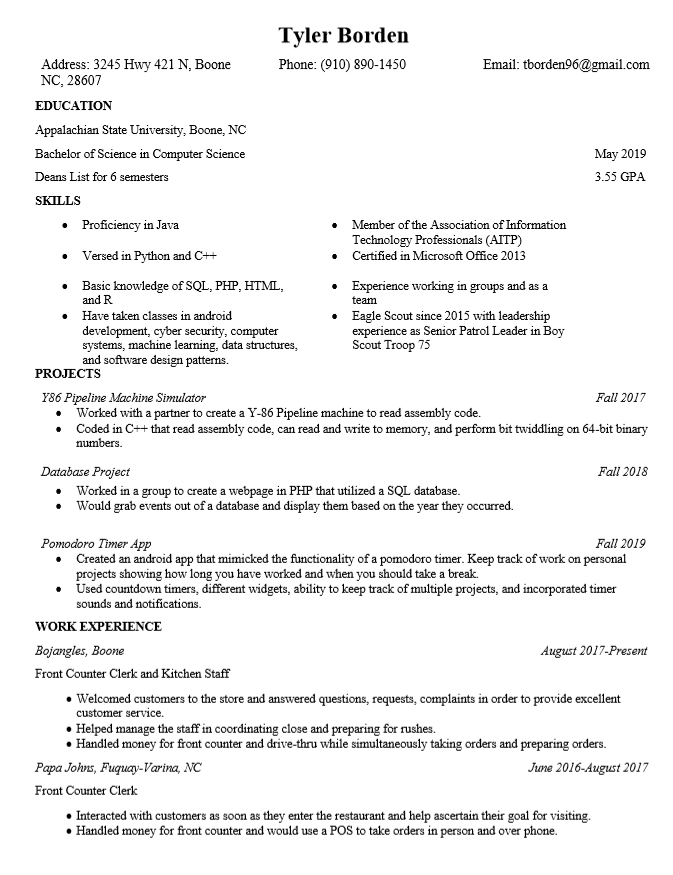 Tyler Borden
Address: 3245 Hwy 421 N, Boone Phone: (910) 890-1450 Email: tborden96@gmail.com
NC, 28607
EDUCATION
Appalachian State University, Boone, NC
Bachelor of Science in Computer Science May 2019
Deans List for 6 semesters 3.55 GPA
SKILLS
• Proficiency in Java
• Member of the Association of Information
Technology Professionals (AITP)
• Versed in Python and C++
• Certified in Microsoft Office 2013
• Basic knowledge of SQL, PHP, HTML,
and R
• Experience working in groups and as a
team
• Have taken classes in android
development, cyber security, computer
systems, machine learning, data structures,
and software design patterns.
• Eagle Scout since 2015 with leadership
experience as Senior Patrol Leader in Boy
Scout Troop 75
PROJECTS
Y86 Pipeline Machine Simulator Fall 2017
• Worked with a partner to create a Y-86 Pipeline machine to read assembly code.
• Coded in C++ that read assembly code, can read and write to memory, and perform bit twiddling on 64-bit binary
numbers.
Database Project Fall 2018
• Worked in a group to create a webpage in PHP that utilized a SQL database.
• Would grab events out of a database and display them based on the year they occurred.
Pomodoro Timer App Fall 2019
• Created an android app that mimicked the functionality of a pomodoro timer. Keep track of work on personal
projects showing how long you have worked and when you should take a break.
• Used countdown timers, different widgets, ability to keep track of multiple projects, and incorporated timer
sounds and notifications.
WORK EXPERIENCE
Bojangles, Boone August 2017-Present
Front Counter Clerk and Kitchen Staff
• Welcomed customers to the store and answered questions, requests, complaints in order to provide excellent
customer service.
• Helped manage the staff in coordinating close and preparing for rushes.
• Handled money for front counter and drive-thru while simultaneously taking orders and preparing orders.
Papa Johns, Fuquay-Varina, NC June 2016-August 2017
Front Counter Clerk
• Interacted with customers as soon as they enter the restaurant and help ascertain their goal for visiting.
• Handled money for front counter and would use a POS to take orders in person and over phone.